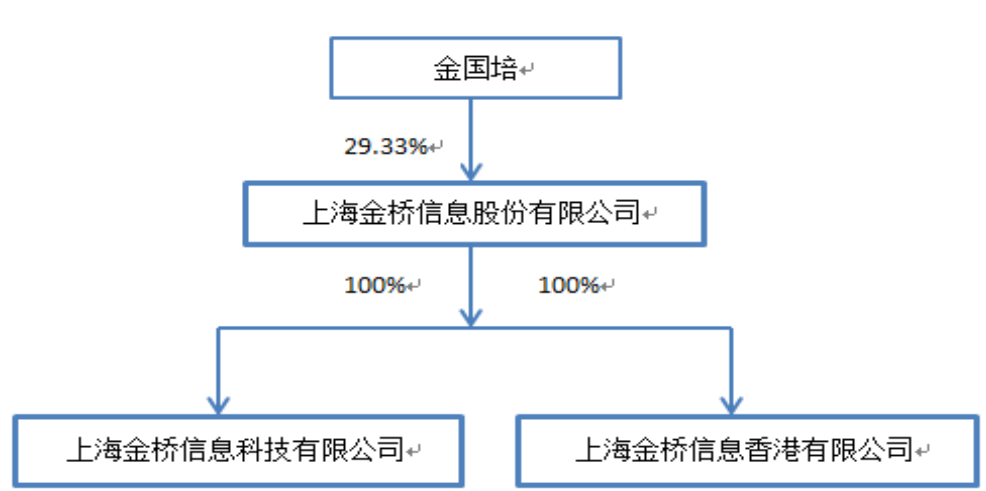 金国培
29.33%
上海金桥信息股份有限公司
100% 100%
上海金桥信息科技有限公司 上海金桥信息香港有限公司